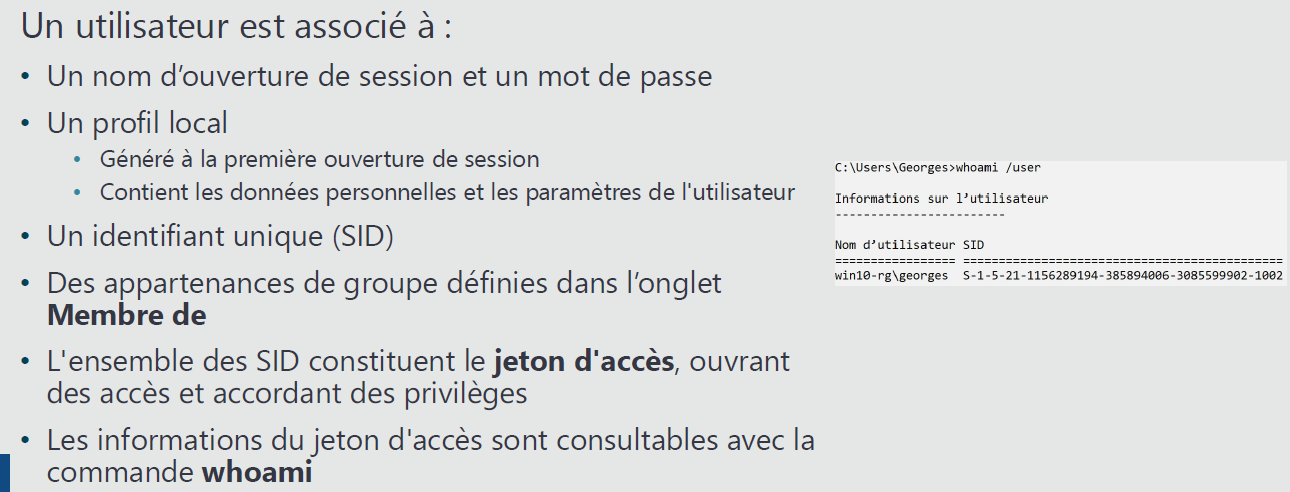 Un utilisateur est associé à :
• Un nom d’ouverture de session et un mot de passe
• Un profil local
• Généré à la première ouverture de session
• Contient les données personnelles et les paramètres de l'utilisateur
• Un identifiant unique (SID)
• Des appartenances de groupe définies dans l’onglet
Membre de
• L'ensemble des SID constituent le jeton d'accès, ouvrant
des accès et accordant des privilèges
• Les informations du jeton d'accès sont consultables avec la
commande whoami
C:\Users\Georges>whoami /user
Informations sur l’utilisateur
------------------------
Nom d’utilisateur SID
================= =============================================
win10-rg\georges S-1-5-21-1156289194-385894006-3085599902-1002